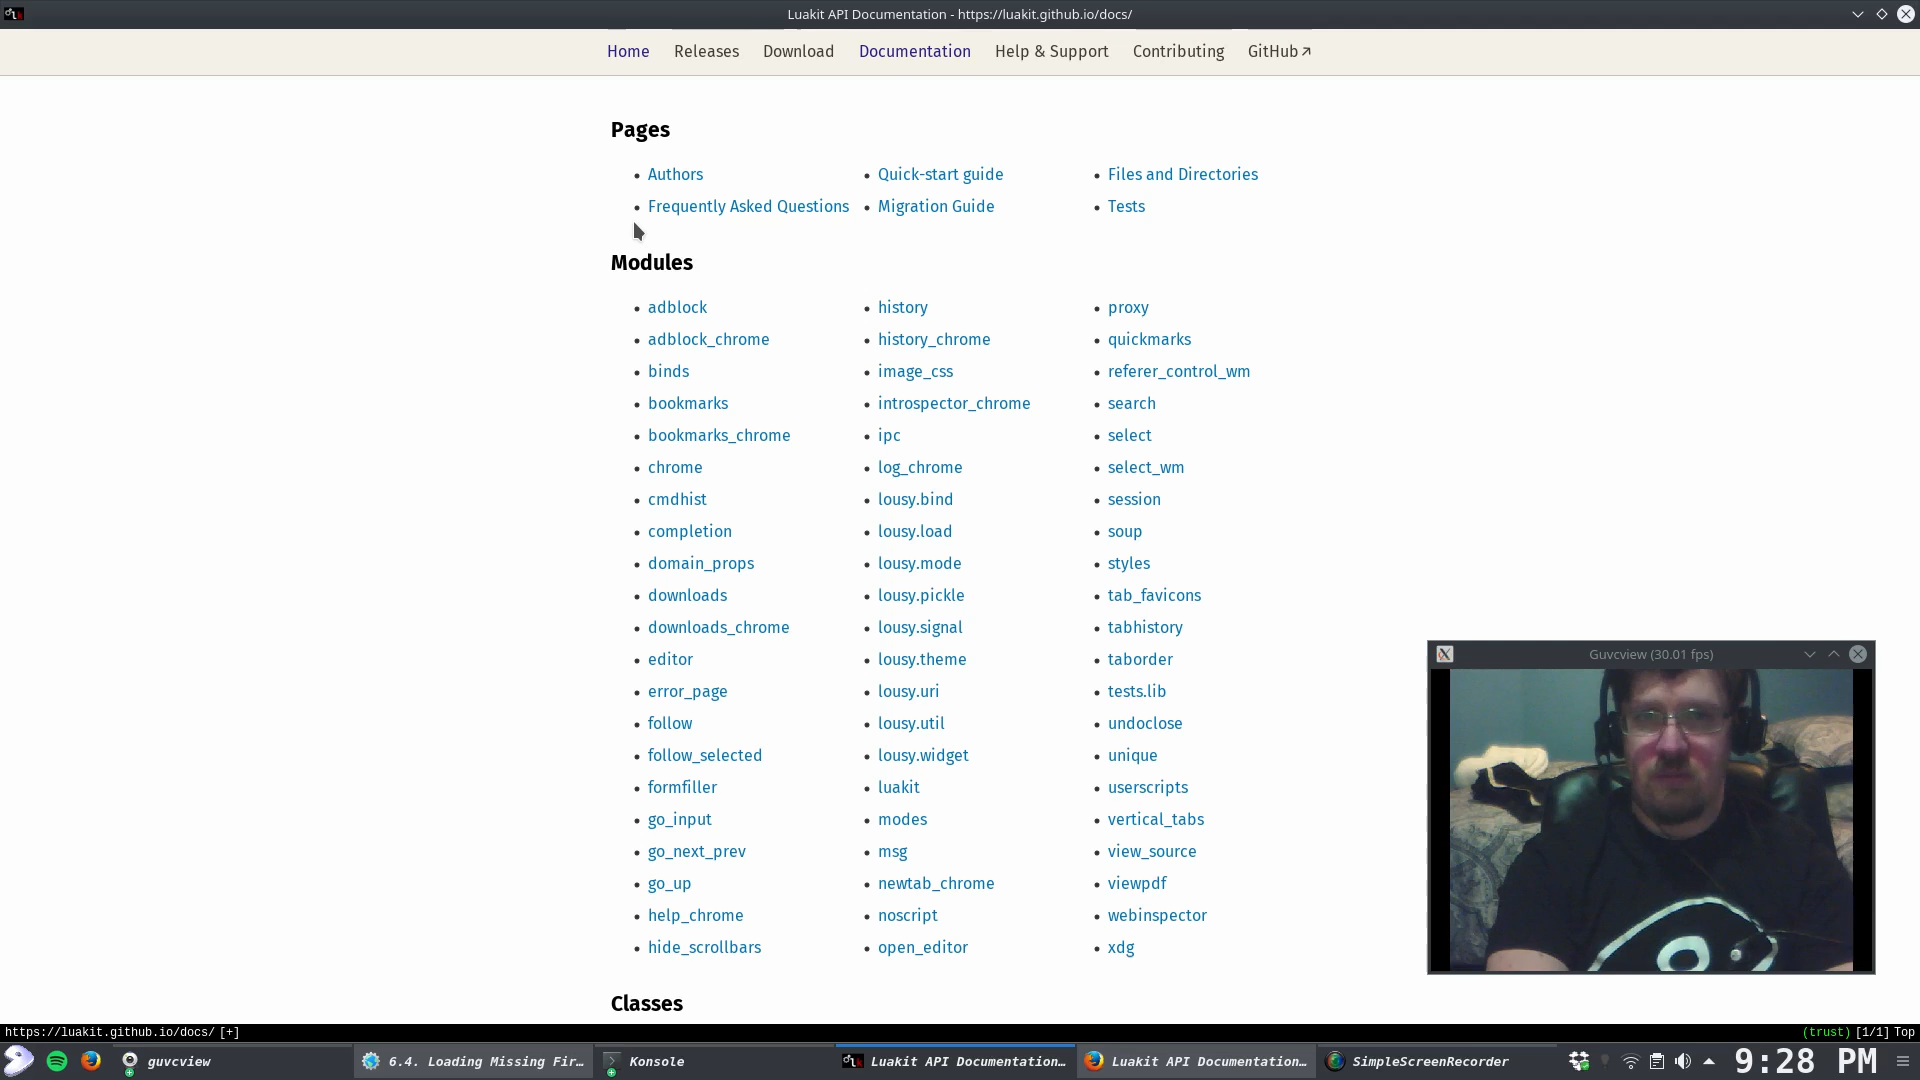 Luakit API Documentation - https://luakit.github.io/docs/
Home Releases Download Documentation Help & Support Contributing GitHub↗
Pages
• Authors • Quick-start guide • Files and Directories
• Frequently Asked Questions • Migration Guide • Tests
Modules
• adblock • history • proxy
• adblock_chrome • history_chrome • quickmarks
• binds • image_css • referer_control_wm
• bookmarks • introspector_chrome • search
• bookmarks_chrome • ipc • select
• chrome • log_chrome • select_wm
• cmdhist • lousy.bind • session
• completion • lousy.load • soup
• domain_props • lousy.mode • styles
• downloads • lousy.pickle • tab_favicons
• downloads_chrome • lousy.signal • tabhistory
• editor • lousy.theme • taborder
• error_page • lousy.uri • tests.lib
• follow • lousy.util • undoclose
• follow_selected • lousy.widget • unique
• formfiller • luakit • userscripts
• go_input • modes • vertical_tabs
• go_next_prev • msg • view_source
• go_up • newtab_chrome • viewpdf
• help_chrome • noscript • webinspector
• hide_scrollbars • open_editor • xdg
Classes
Guvcview (30.01 fps)
https://luakit.github.io/docs/ [+] (trust) [1/1] Top
guvcview 6.4. Loading Missing Fir... Konsole Luakit API Documentation... Luakit API Documentation... SimpleScreenRecorder 9:28 PM